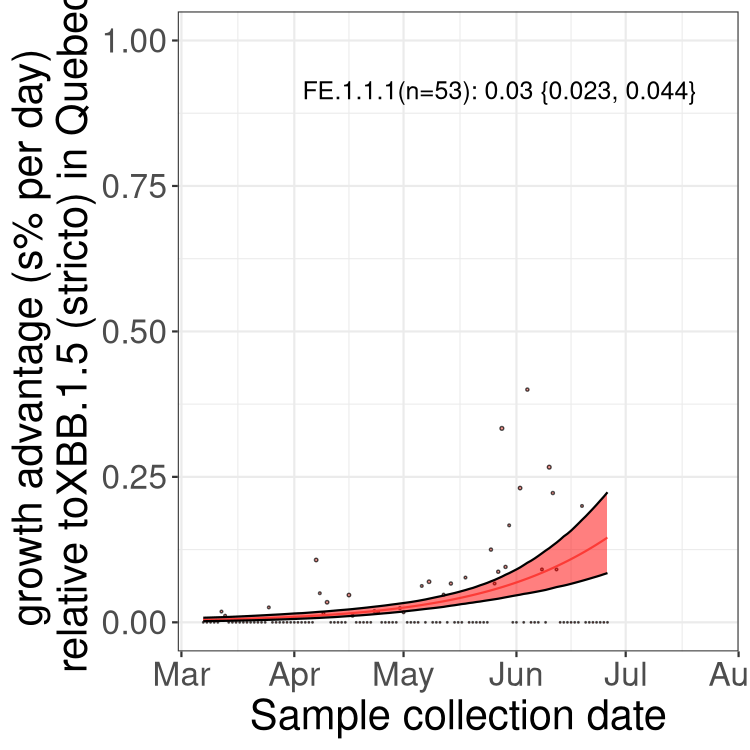 growth advantage (s% per day)
relative toXBB.1.5 (stricto) in Quebec
1.00
0.75
0.50
0.25
0.00
FE.1.1.1(n=53): 0.03 {0.023, 0.044}
Mar Apr May Jun Jul Au
Sample collection date